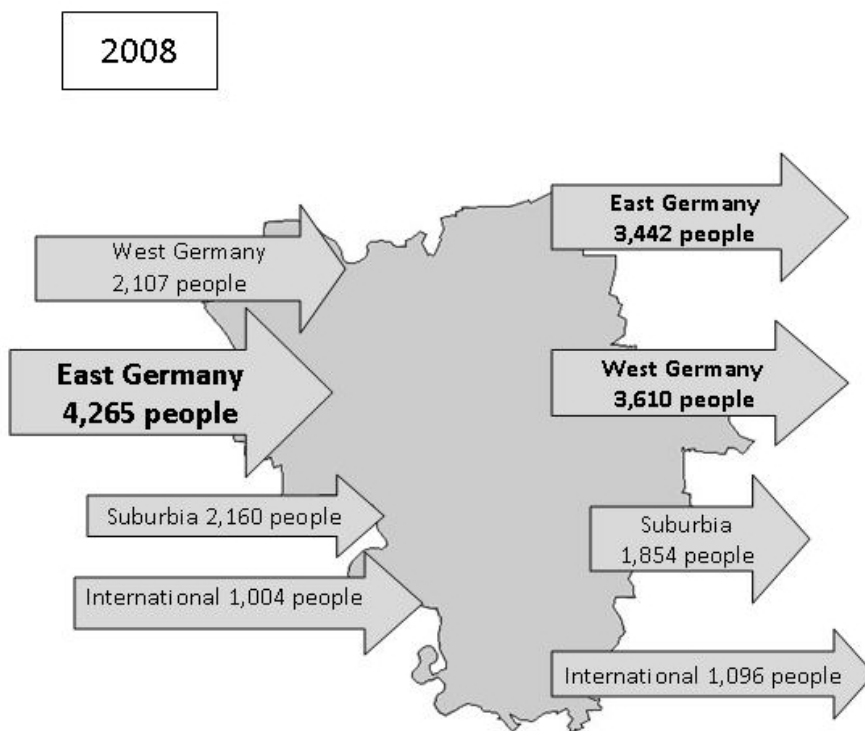 2008
West Germany
2,107 people
East Germany
4,265 people
Suburbia 2,160 people
International 1,004 people
East Germany
3,442 people
West Germany
3,610 people
Suburbia
1,854 people
International 1,096 people